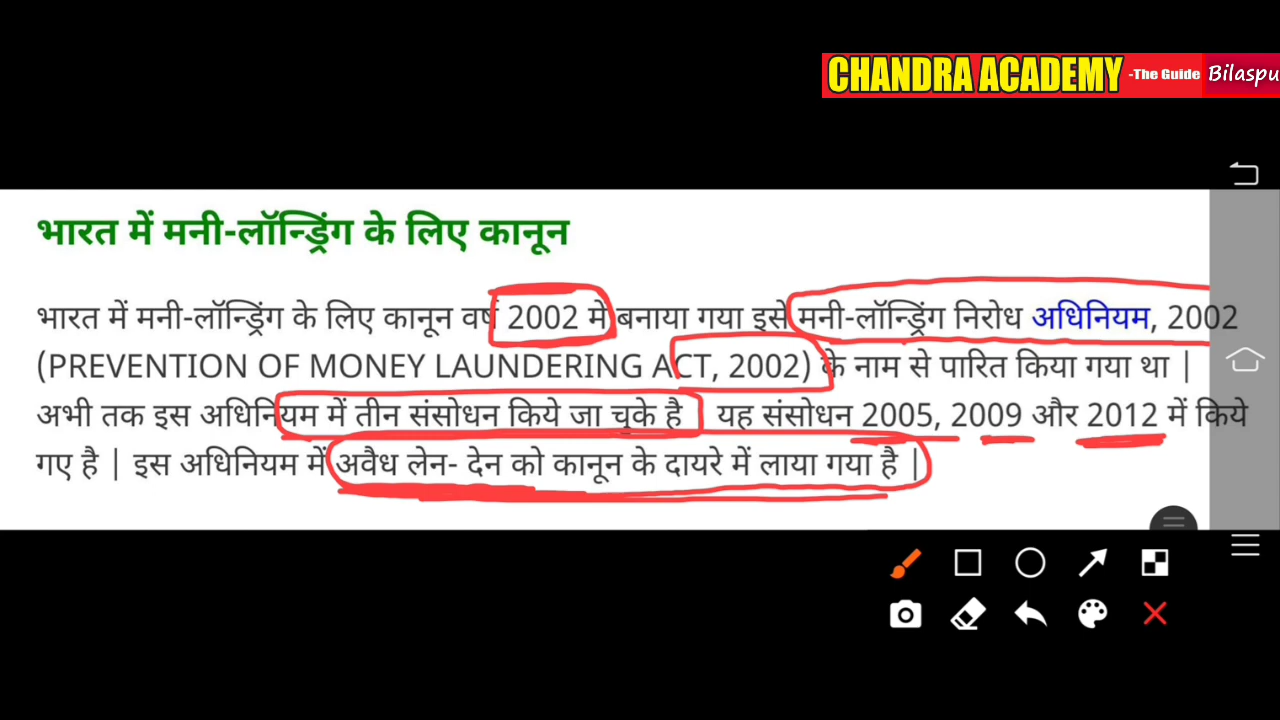 CHANDRA ACADEMY -The Guide Bilaspu
भारत में मनी-लॉन्ड्रिंग के लिए कानून
भारत में मनी-लॉन्ड्रिंग के लिए कानून वर्ष 2002 में बनाया गया इसे मनी-लॉन्ड्रिंग निरोध अधिनियम, 2002
(PREVENTION OF MONEY LAUNDERING ACT, 2002) के नाम से पारित किया गया था |
अभी तक इस अधिनियम में तीन संसोधन किये जा चुके है | यह संसोधन 2005, 2009 और 2012 में किये
गए है | इस अधिनियम में अवैध लेन- देन को कानून के दायरे में लाया गया है |